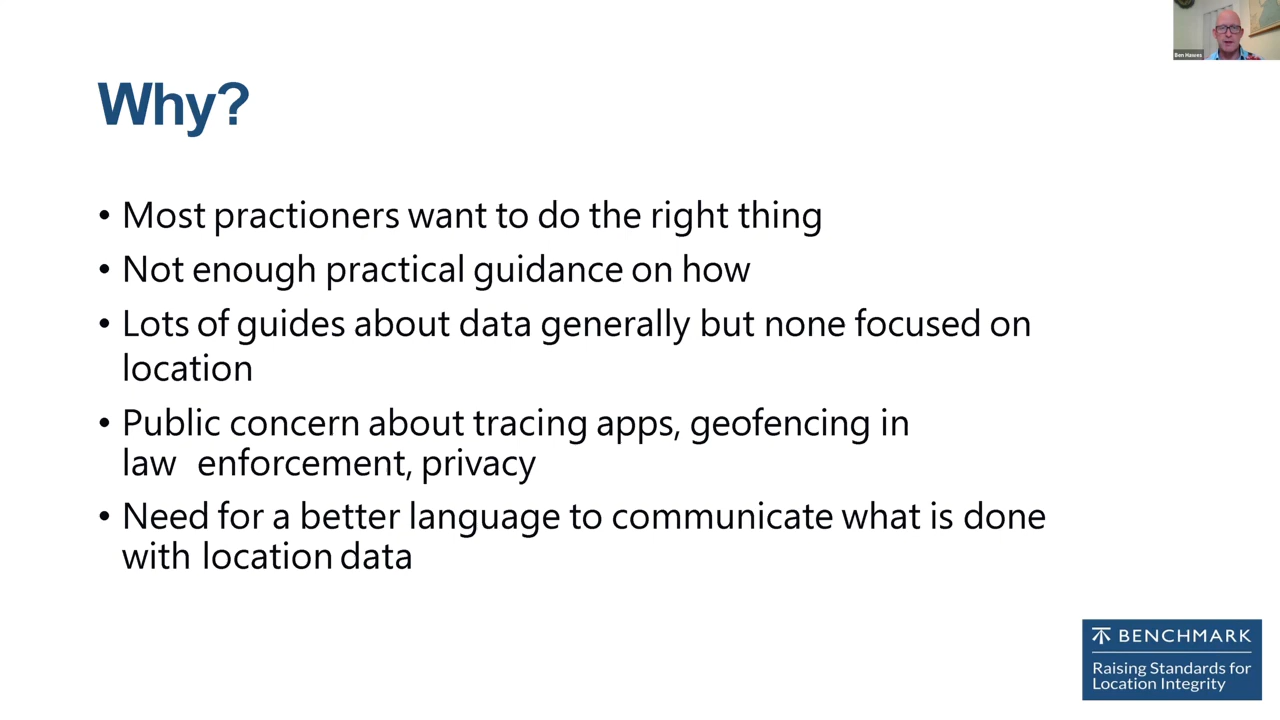 Ben Hawes
Why?
• Most practioners want to do the right thing
• Not enough practical guidance on how
• Lots of guides about data generally but none focused on
location
• Public concern about tracing apps, geofencing in
law enforcement, privacy
• Need for a better language to communicate what is done
with location data
BENCHMARK
Raising Standards for
Location Integrity